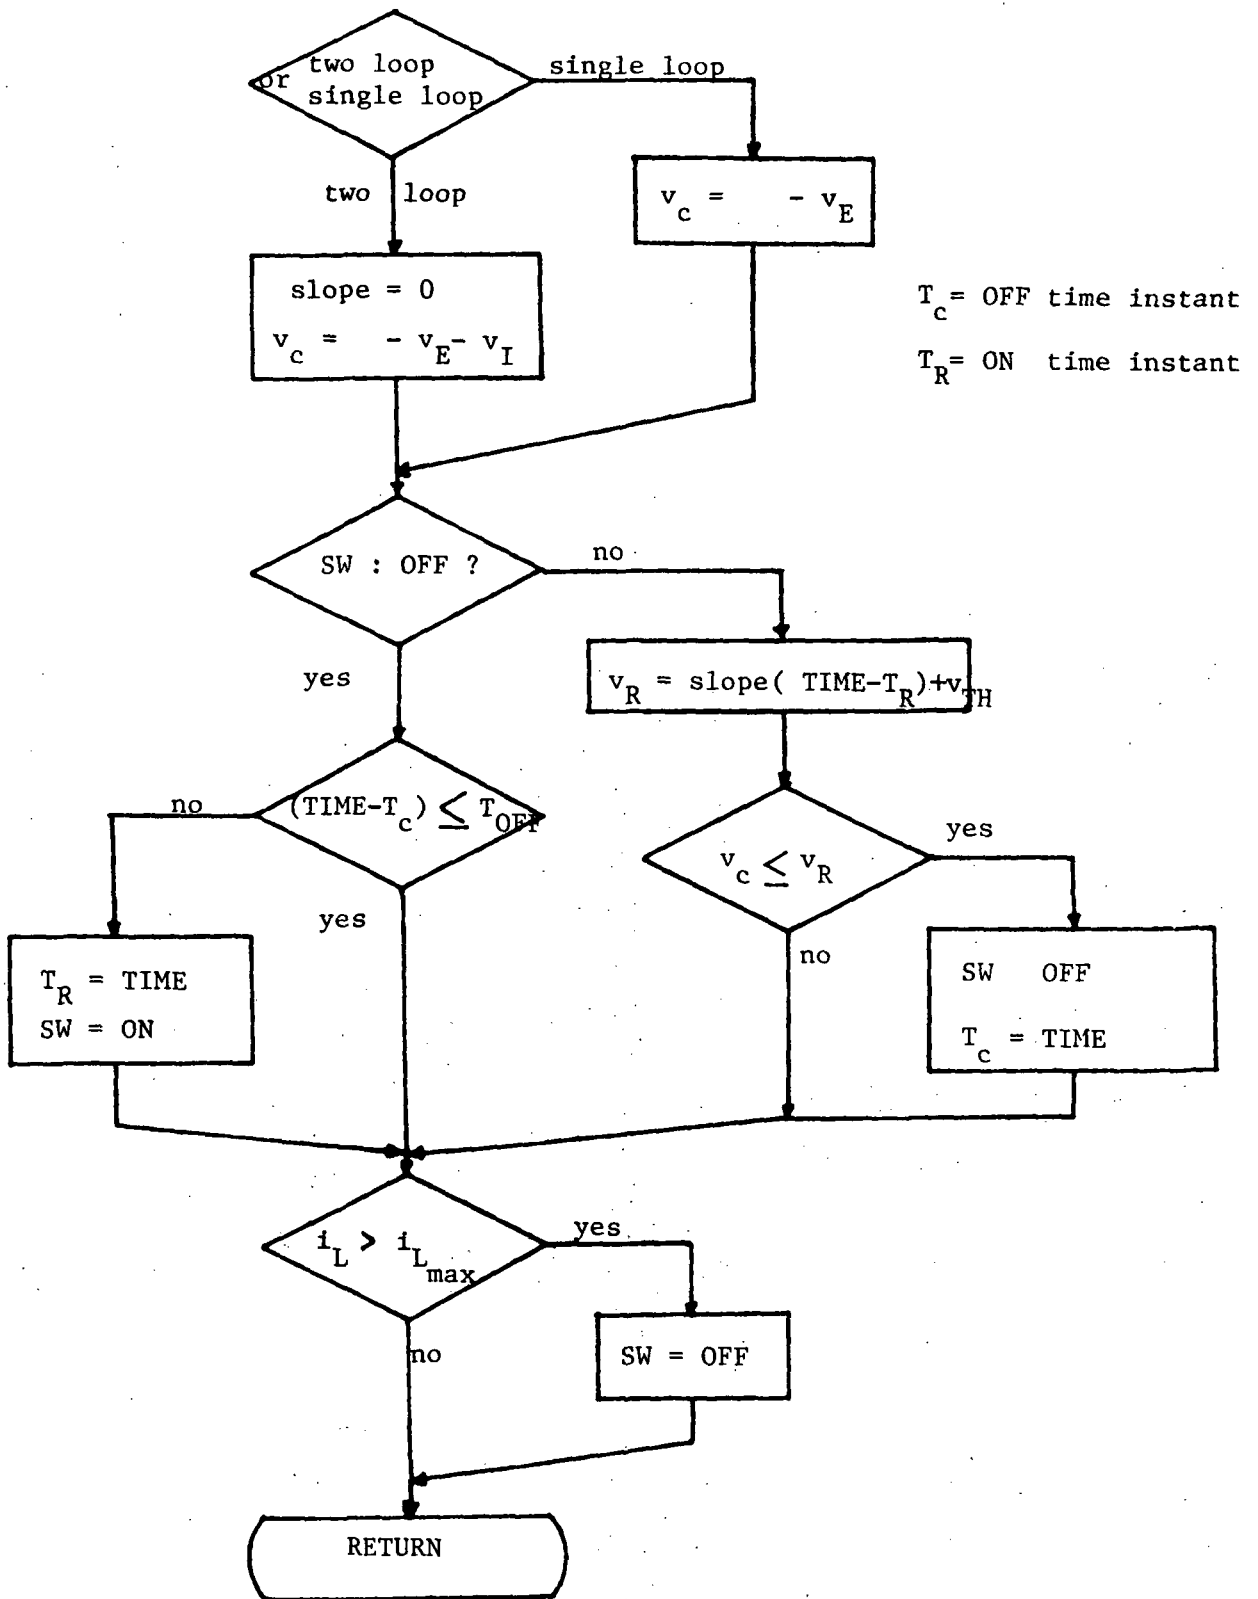 two loop
or single loop
single loop
two loop
v_c = - v_E
slope = 0
v_c = - v_E - v_I
T_c = OFF time instant
T_R = ON time instant
SW : OFF ?
no
yes
v_R = slope( TIME-T_R)+v_TH
(TIME-T_c) ≤ T_OFF
no
yes
v_c ≤ v_R
yes
no
T_R = TIME
SW = ON
SW OFF
T_c = TIME
i_L > i_L_max
yes
no
SW = OFF
RETURN